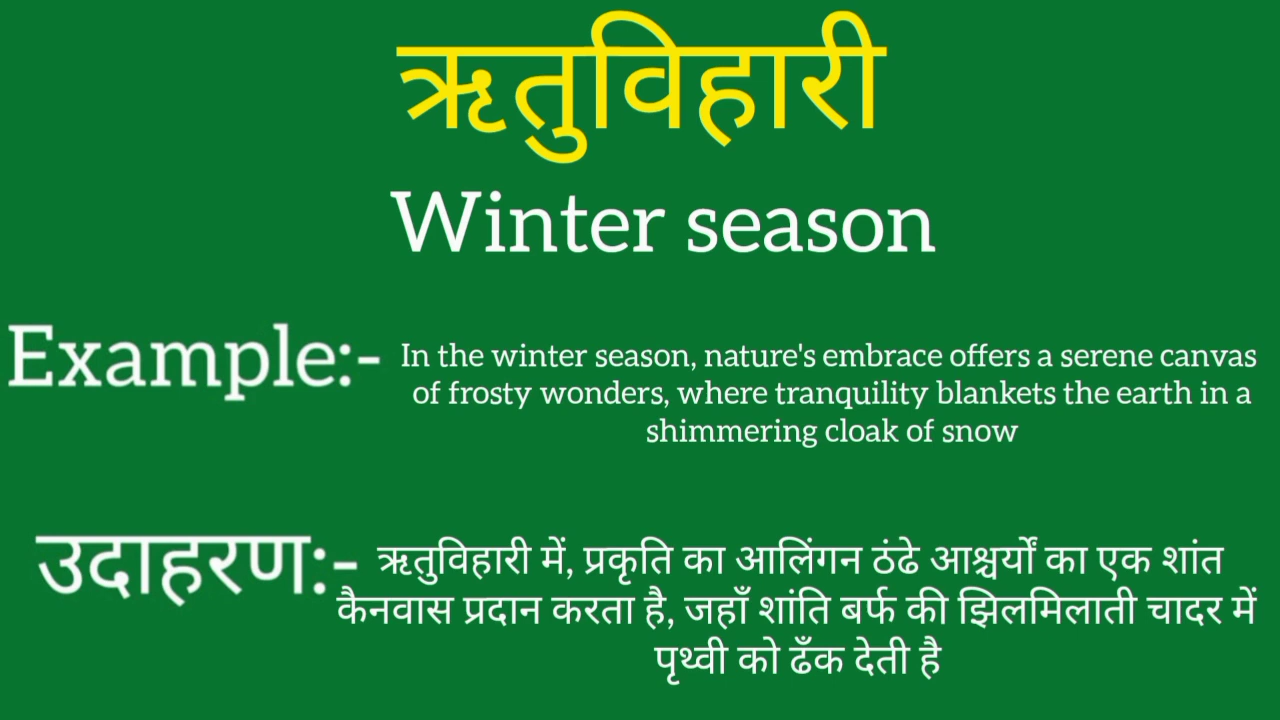 ऋतुविहारी
Winter season
Example:- In the winter season, nature's embrace offers a serene canvas
of frosty wonders, where tranquility blankets the earth in a
shimmering cloak of snow
उदाहरण:- ऋतुविहारी में, प्रकृति का आलिंगन ठंढे आश्चर्यों का एक शांत
कैनवास प्रदान करता है, जहाँ शांति बर्फ की झिलमिलाती चादर में
पृथ्वी को ढँक देती है